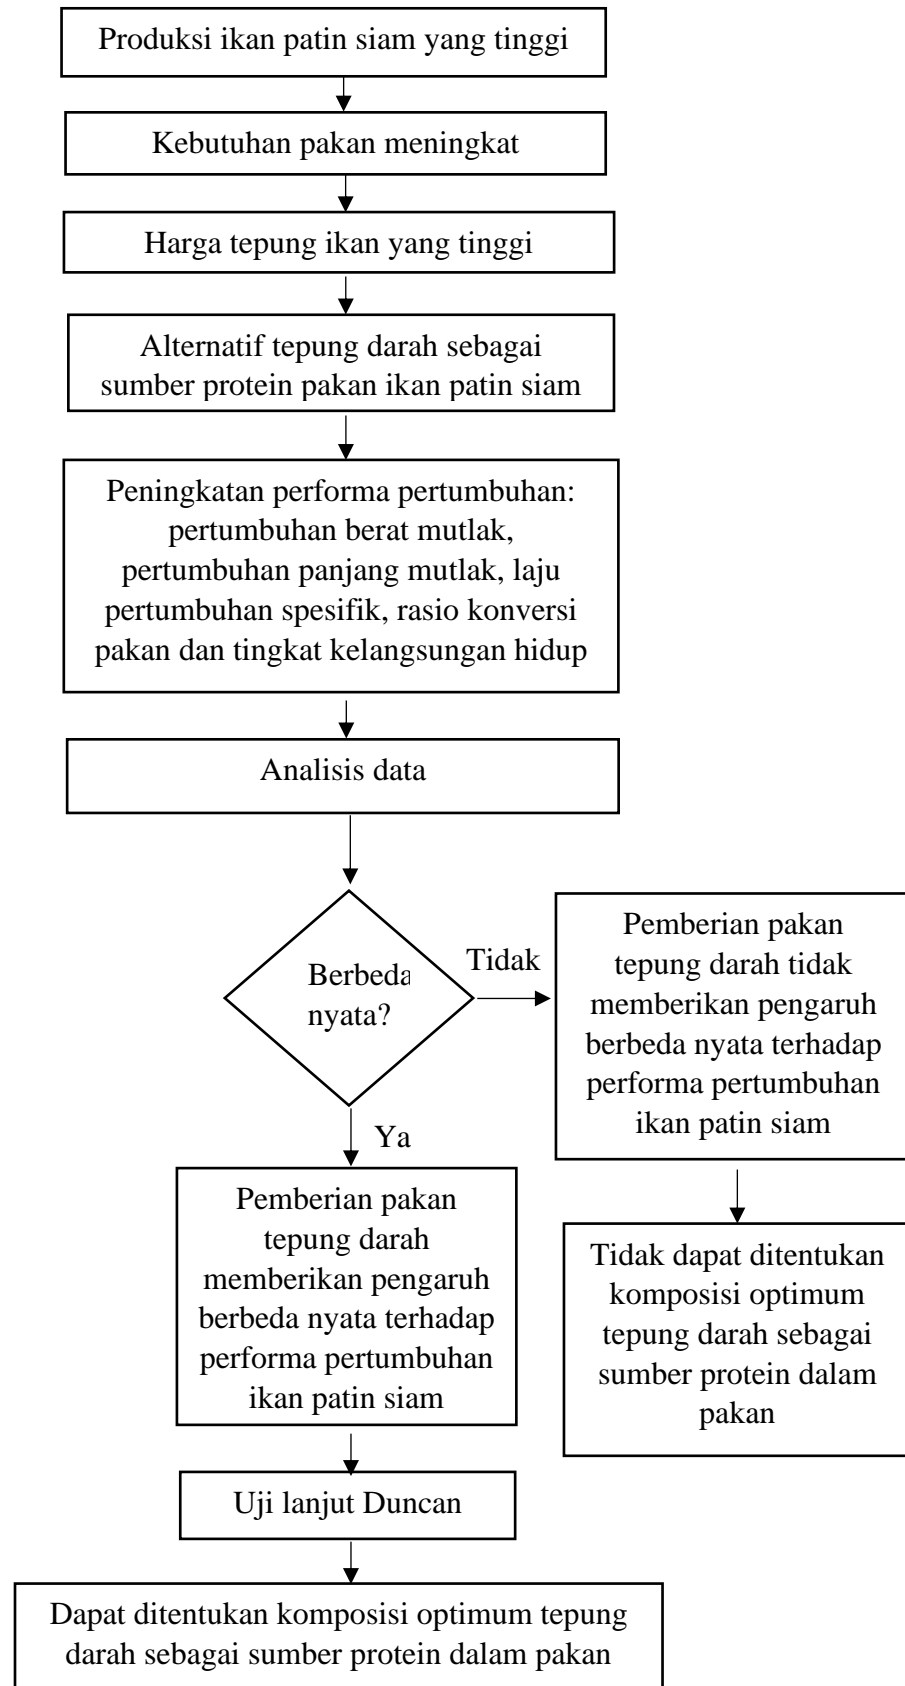 Produksi ikan patin siam yang tinggi
Kebutuhan pakan meningkat
Harga tepung ikan yang tinggi
Alternatif tepung darah sebagai
sumber protein pakan ikan patin siam
Peningkatan performa pertumbuhan:
pertumbuhan berat mutlak,
pertumbuhan panjang mutlak, laju
pertumbuhan spesifik, rasio konversi
pakan dan tingkat kelangsungan hidup
Analisis data
Berbeda
nyata?
Tidak
Pemberian pakan
tepung darah tidak
memberikan pengaruh
berbeda nyata terhadap
performa pertumbuhan
ikan patin siam
Tidak dapat ditentukan
komposisi optimum
tepung darah sebagai
sumber protein dalam
pakan
Ya
Pemberian pakan
tepung darah
memberikan pengaruh
berbeda nyata terhadap
performa pertumbuhan
ikan patin siam
Uji lanjut Duncan
Dapat ditentukan komposisi optimum tepung
darah sebagai sumber protein dalam pakan